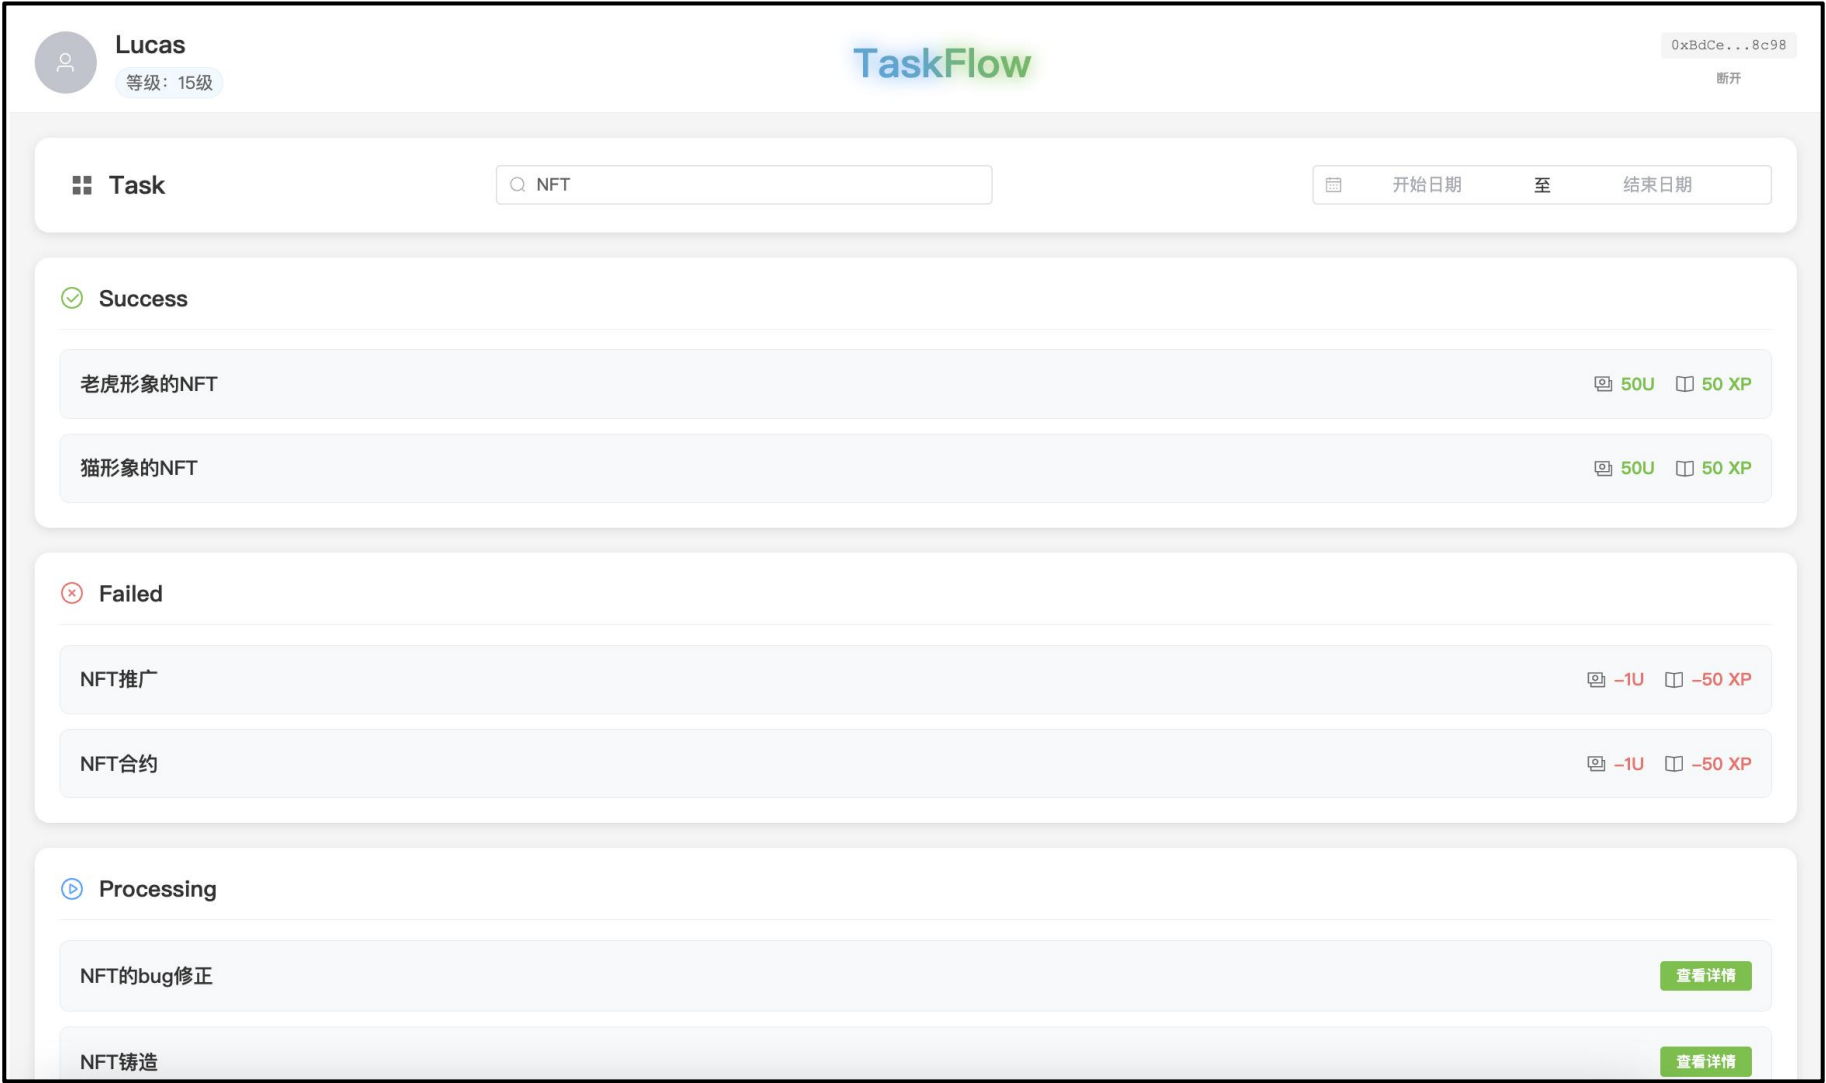 Lucas
等级：15级
TaskFlow
0xBdCe...8c98
断开
Task
NFT
开始日期 至 结束日期
Success
老虎形象的NFT 50U 50 XP
猫形象的NFT 50U 50 XP
Failed
NFT推广 -1U -50 XP
NFT合约 -1U -50 XP
Processing
NFT的bug修正 查看详情
NFT铸造 查看详情